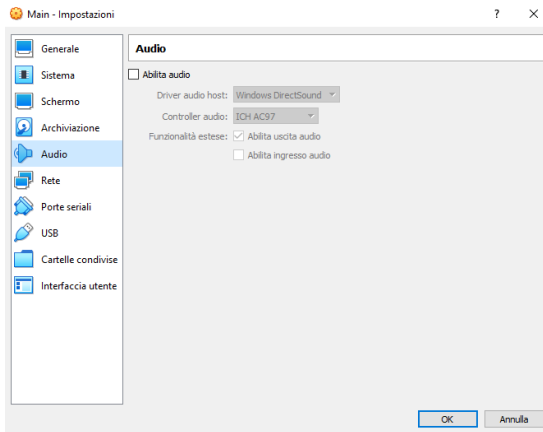 Main - Impostazioni
Generale
Sistema
Schermo
Archiviazione
Audio
Rete
Porte seriali
USB
Cartelle condivise
Interfaccia utente
Audio
Abilita audio
Driver audio host: Windows DirectSound
Controller audio: ICH AC97
Funzionalità estese: Abilita uscita audio
Abilita ingresso audio
OK Annulla